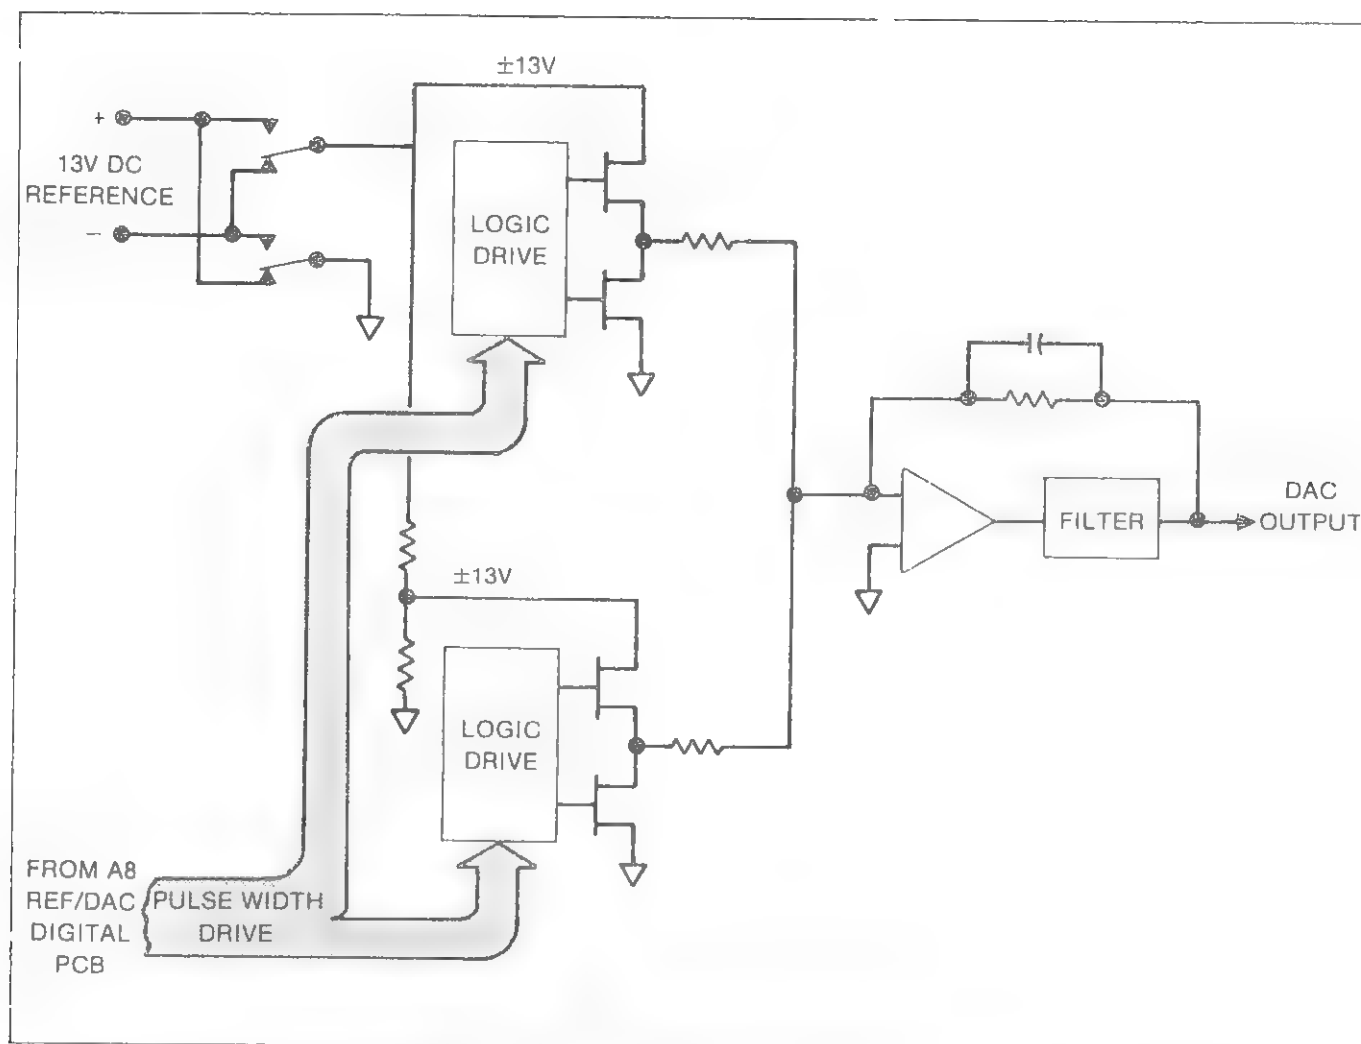 ±13V
+
13V DC
REFERENCE
−
LOGIC
DRIVE
DAC
OUTPUT
FILTER
±13V
LOGIC
DRIVE
FROM A8
REF/DAC
DIGITAL
PCB
PULSE WIDTH
DRIVE